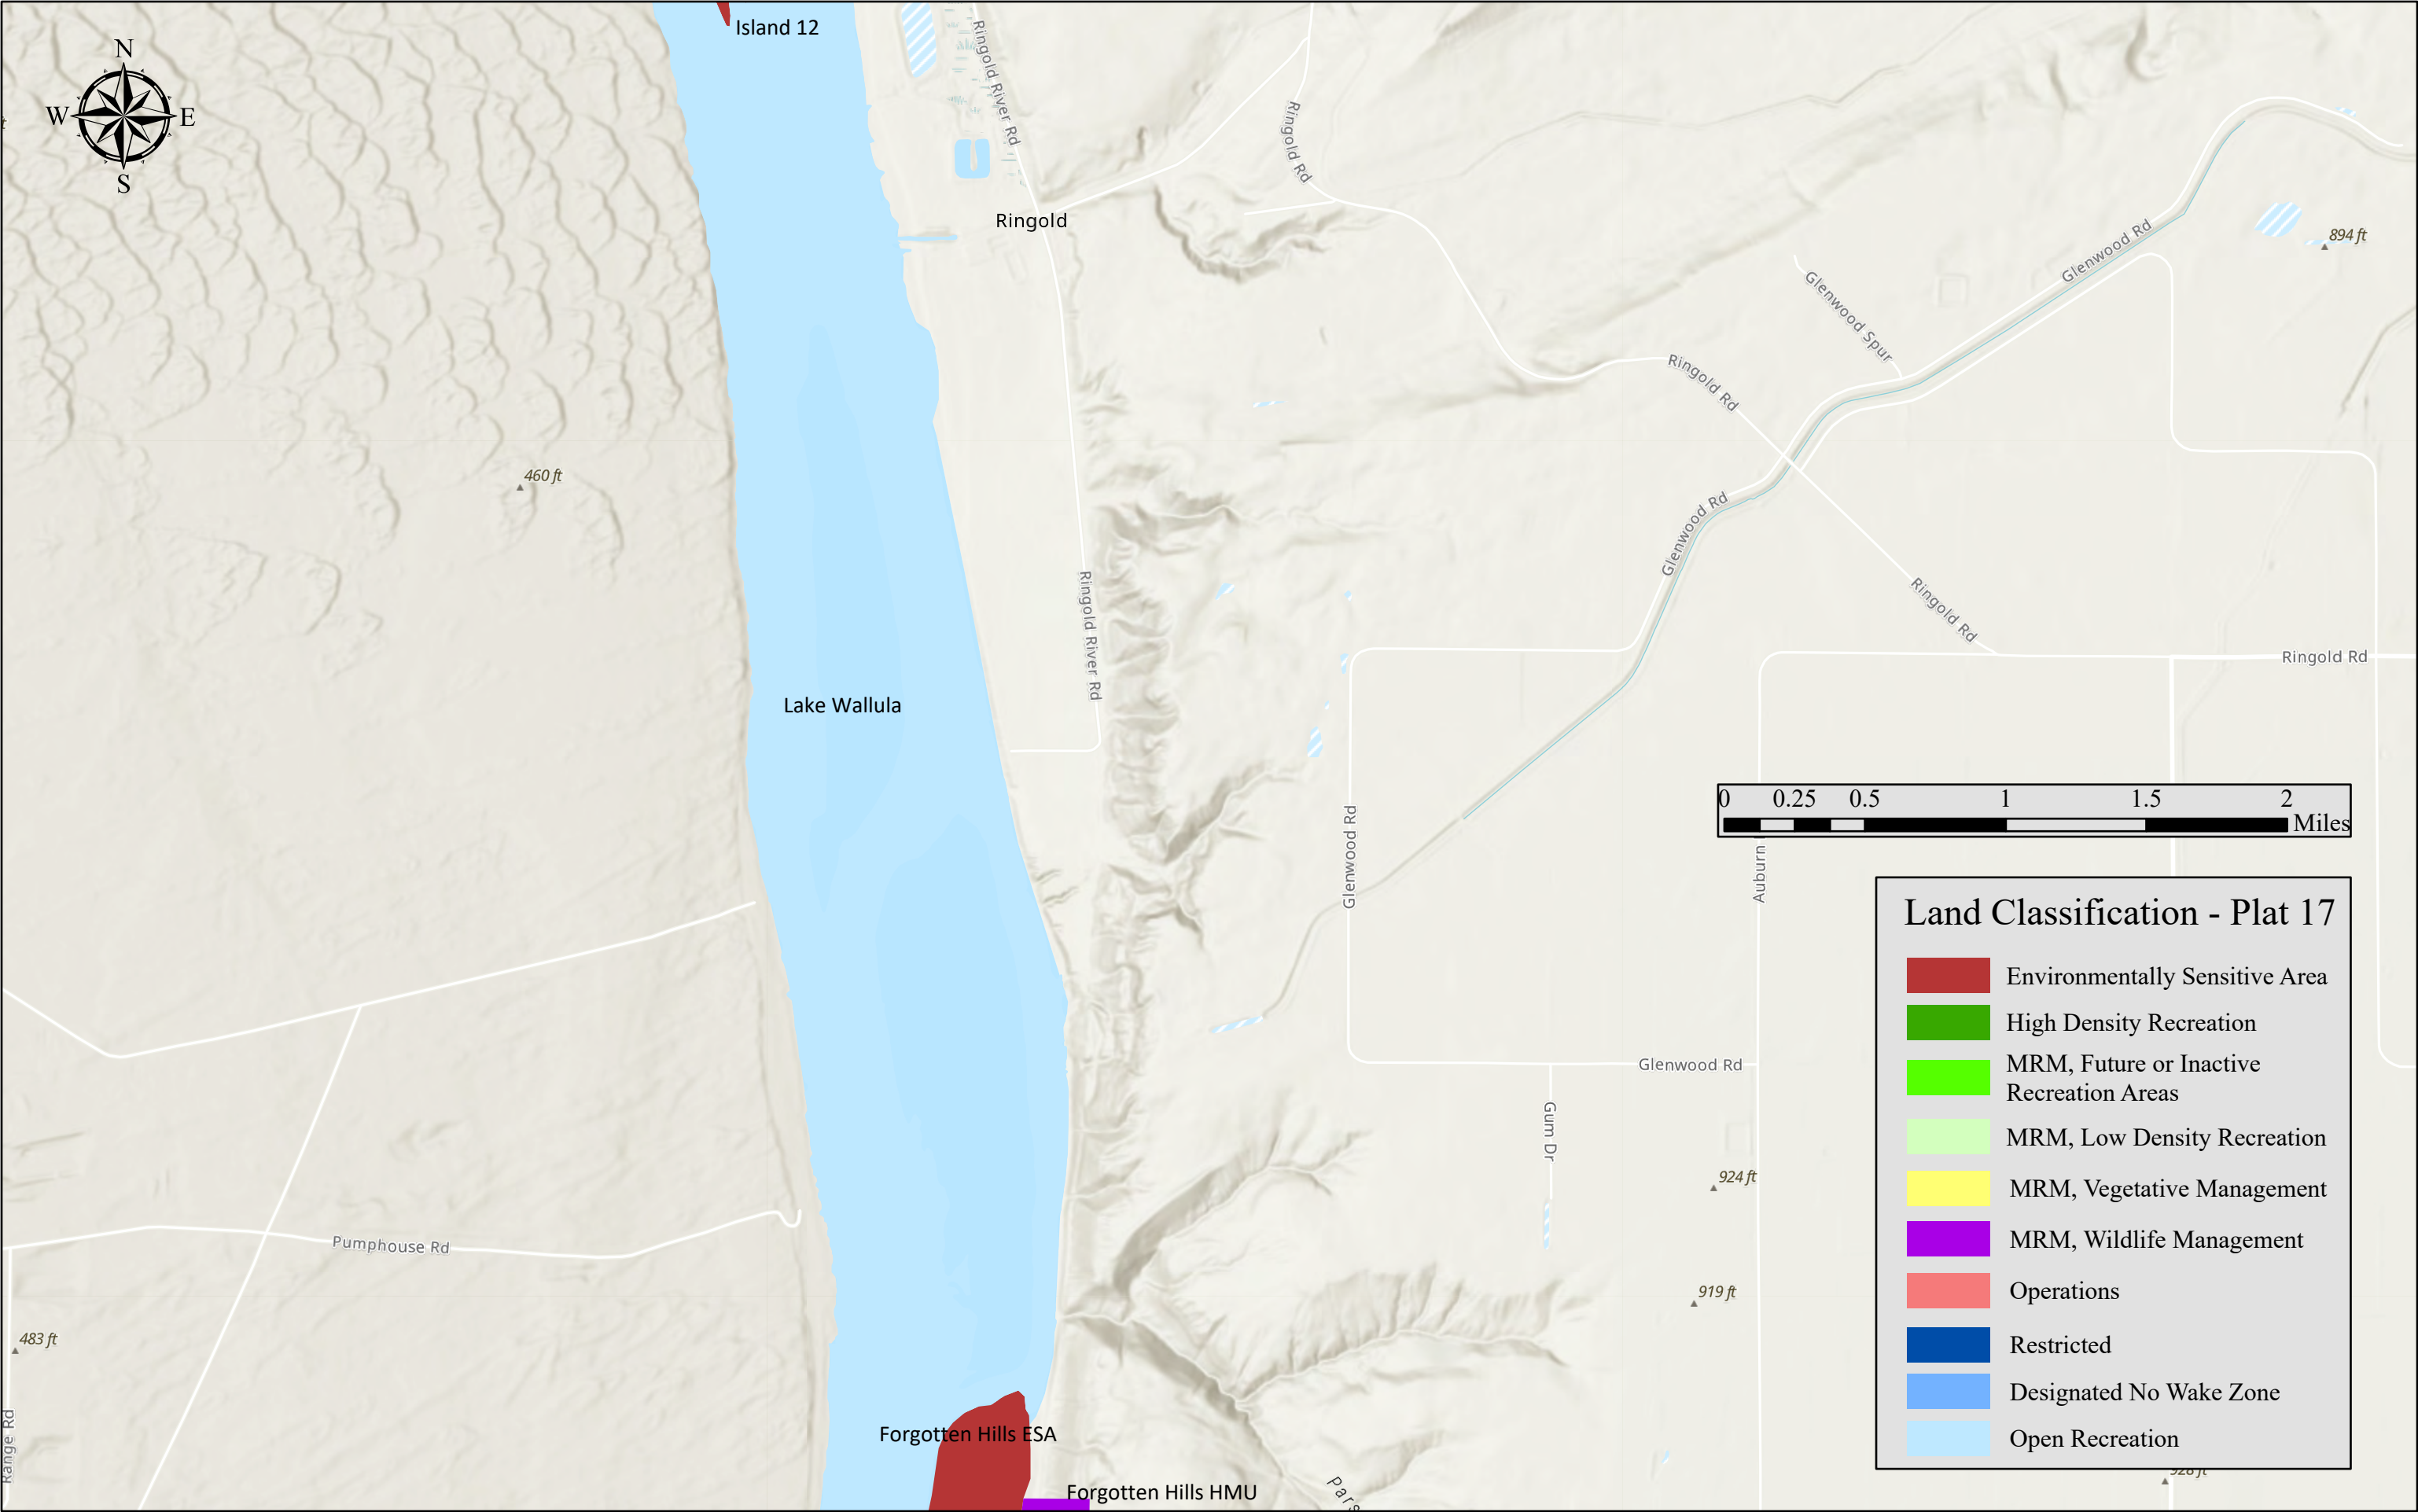 Island 12
N
W
E
S
Ringold River Rd
Ringold Rd
Ringold
Glenwood Rd
894 ft
Glenwood Spur
Ringold Rd
460 ft
Glenwood Rd
Ringold River Rd
Ringold Rd
Ringold Rd
Lake Wallula
0 0.25 0.5 1 1.5 2
Miles
Glenwood Rd
Auburn
Land Classification - Plat 17
Environmentally Sensitive Area
High Density Recreation
MRM, Future or Inactive
Recreation Areas
MRM, Low Density Recreation
MRM, Vegetative Management
MRM, Wildlife Management
Operations
Restricted
Designated No Wake Zone
Open Recreation
Glenwood Rd
Gum Dr
924 ft
Pumphouse Rd
919 ft
483 ft
Range Rd
Forgotten Hills ESA
Forgotten Hills HMU
Pars
928 ft